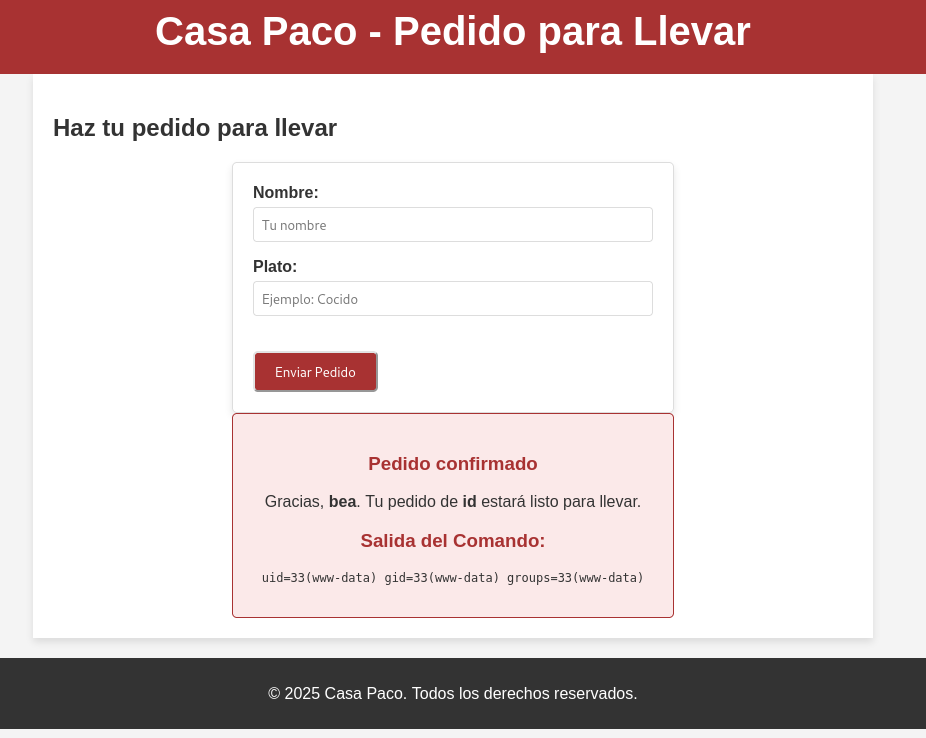 Casa Paco - Pedido para Llevar
Haz tu pedido para llevar
Nombre:
Tu nombre
Plato:
Ejemplo: Cocido
Enviar Pedido
Pedido confirmado
Gracias, bea. Tu pedido de id estará listo para llevar.
Salida del Comando:
uid=33(www-data) gid=33(www-data) groups=33(www-data)
© 2025 Casa Paco. Todos los derechos reservados.